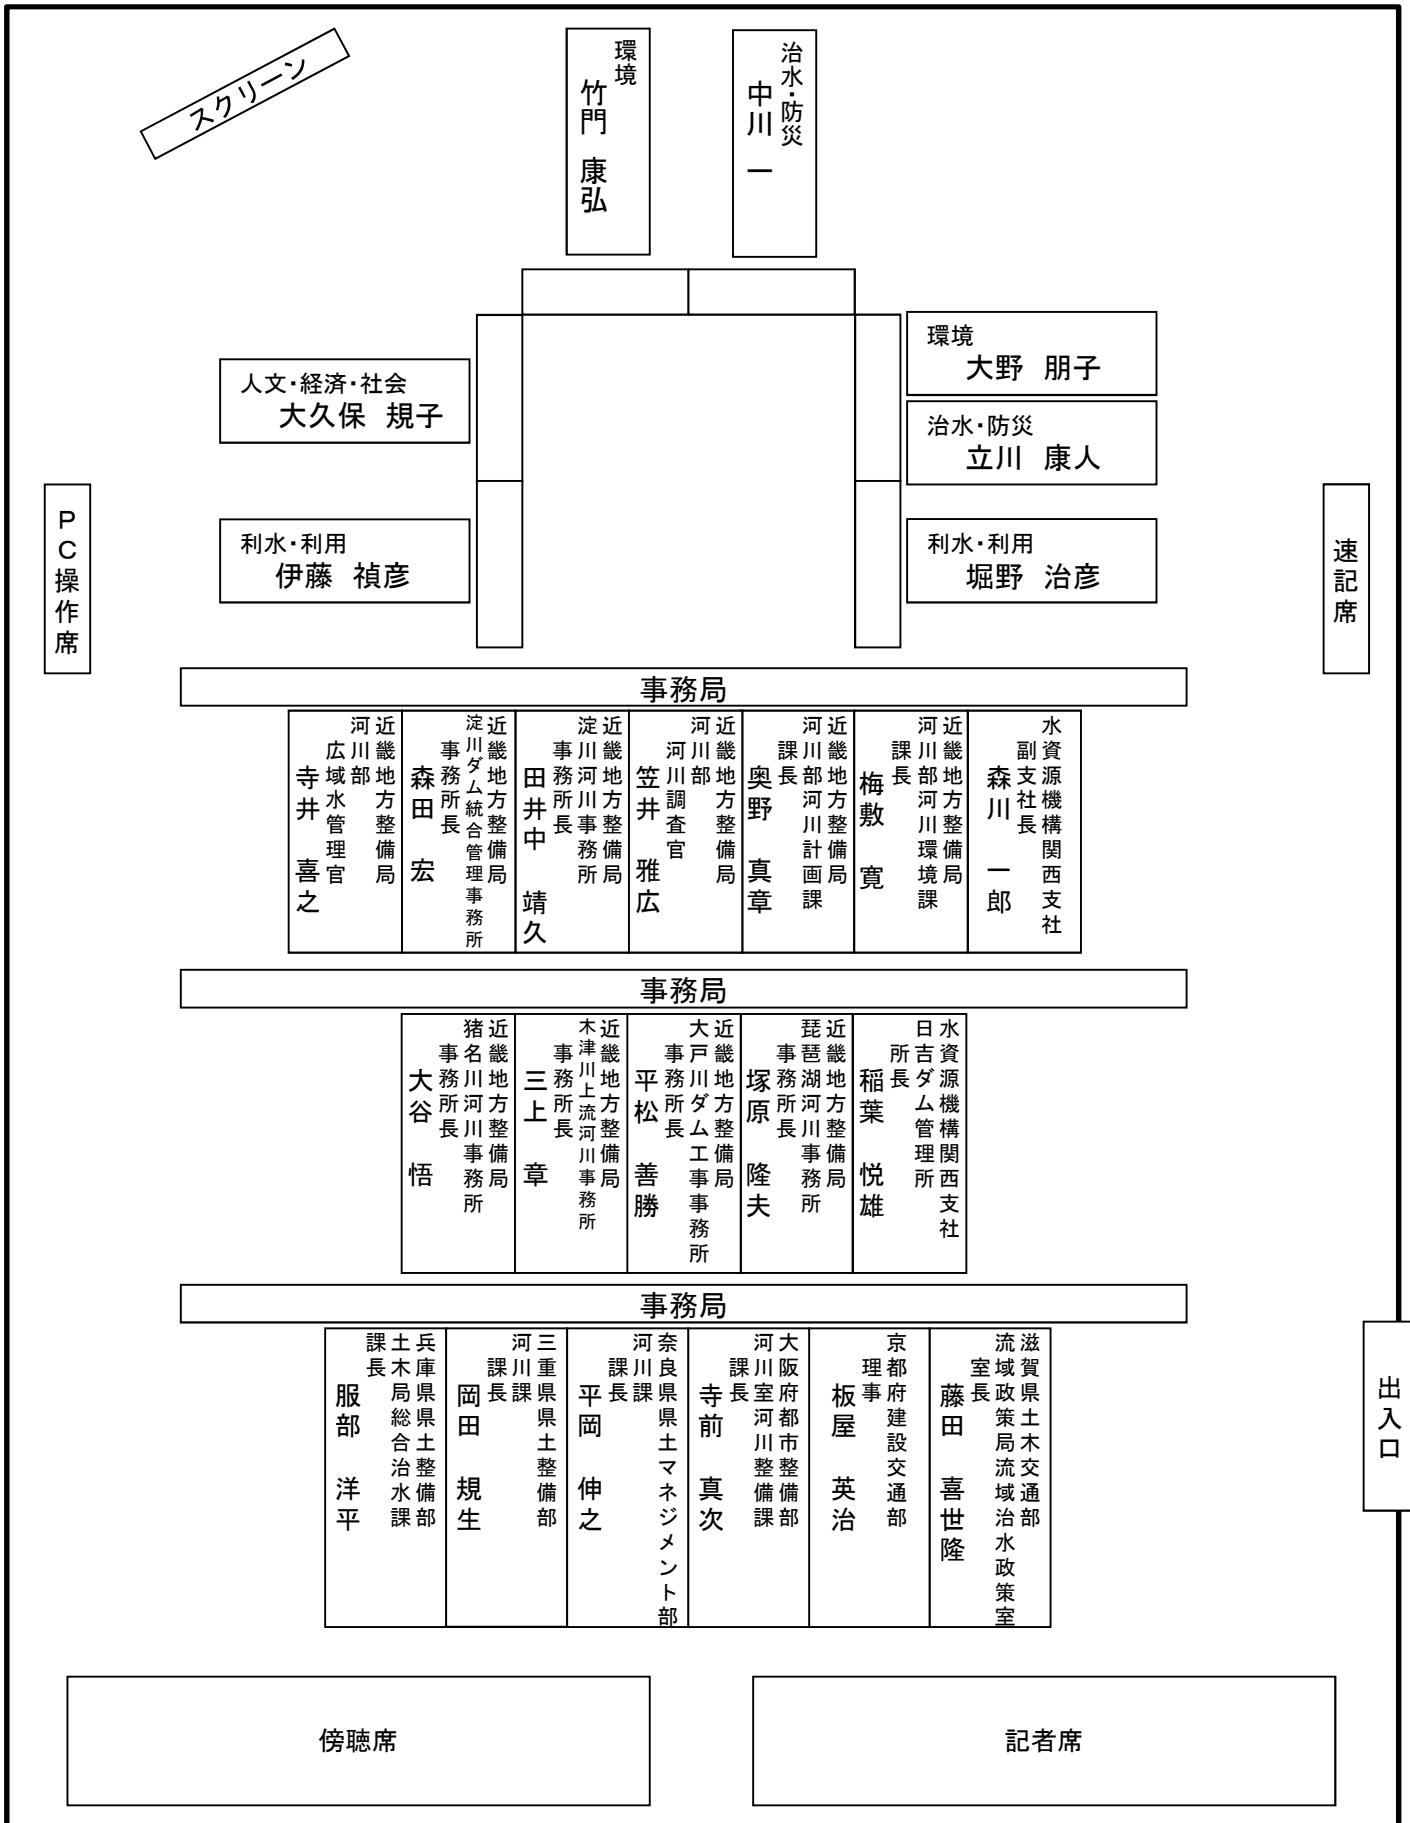 スクリーン
環境
竹門 康弘
治水・防災
中川 一
人文・経済・社会
大久保 規子
利水・利用
伊藤 禎彦
環境
大野 朋子
治水・防災
立川 康人
利水・利用
堀野 治彦
PC操作席
速記席
事務局
近畿地方整備局
河川部
広域水管理官
寺井 喜之
近畿地方整備局
淀川ダム統合管理事務所
事務所長
森田 宏
近畿地方整備局
淀川河川事務所
事務所長
田井中 靖久
近畿地方整備局
河川部
河川調査官
笠井 雅広
近畿地方整備局
河川部河川計画課
課長
奥野 真章
近畿地方整備局
河川部河川環境課
課長
梅敷 寛
水資源機構関西支社
副支社長
森川 一郎
事務局
近畿地方整備局
猪名川河川事務所
事務所長
大谷 悟
近畿地方整備局
木津川上流河川事務所
事務所長
三上 章
近畿地方整備局
大戸川ダム工事事務所
事務所長
平松 善勝
近畿地方整備局
琵琶湖河川事務所
事務所長
塚原 隆夫
水資源機構関西支社
日吉ダム管理所
所長
稲葉 悦雄
事務局
兵庫県県土整備部
土木局総合治水課
課長
服部 洋平
三重県県土整備部
河川課
課長
岡田 規生
奈良県県土マネジメント部
河川課
課長
平岡 伸之
大阪府都市整備部
河川室河川整備課
課長
寺前 真次
京都府建設交通部
理事
板屋 英治
滋賀県土木交通部
流域政策局流域治水政策室
室長
藤田 喜世隆
出入口
傍聴席
記者席